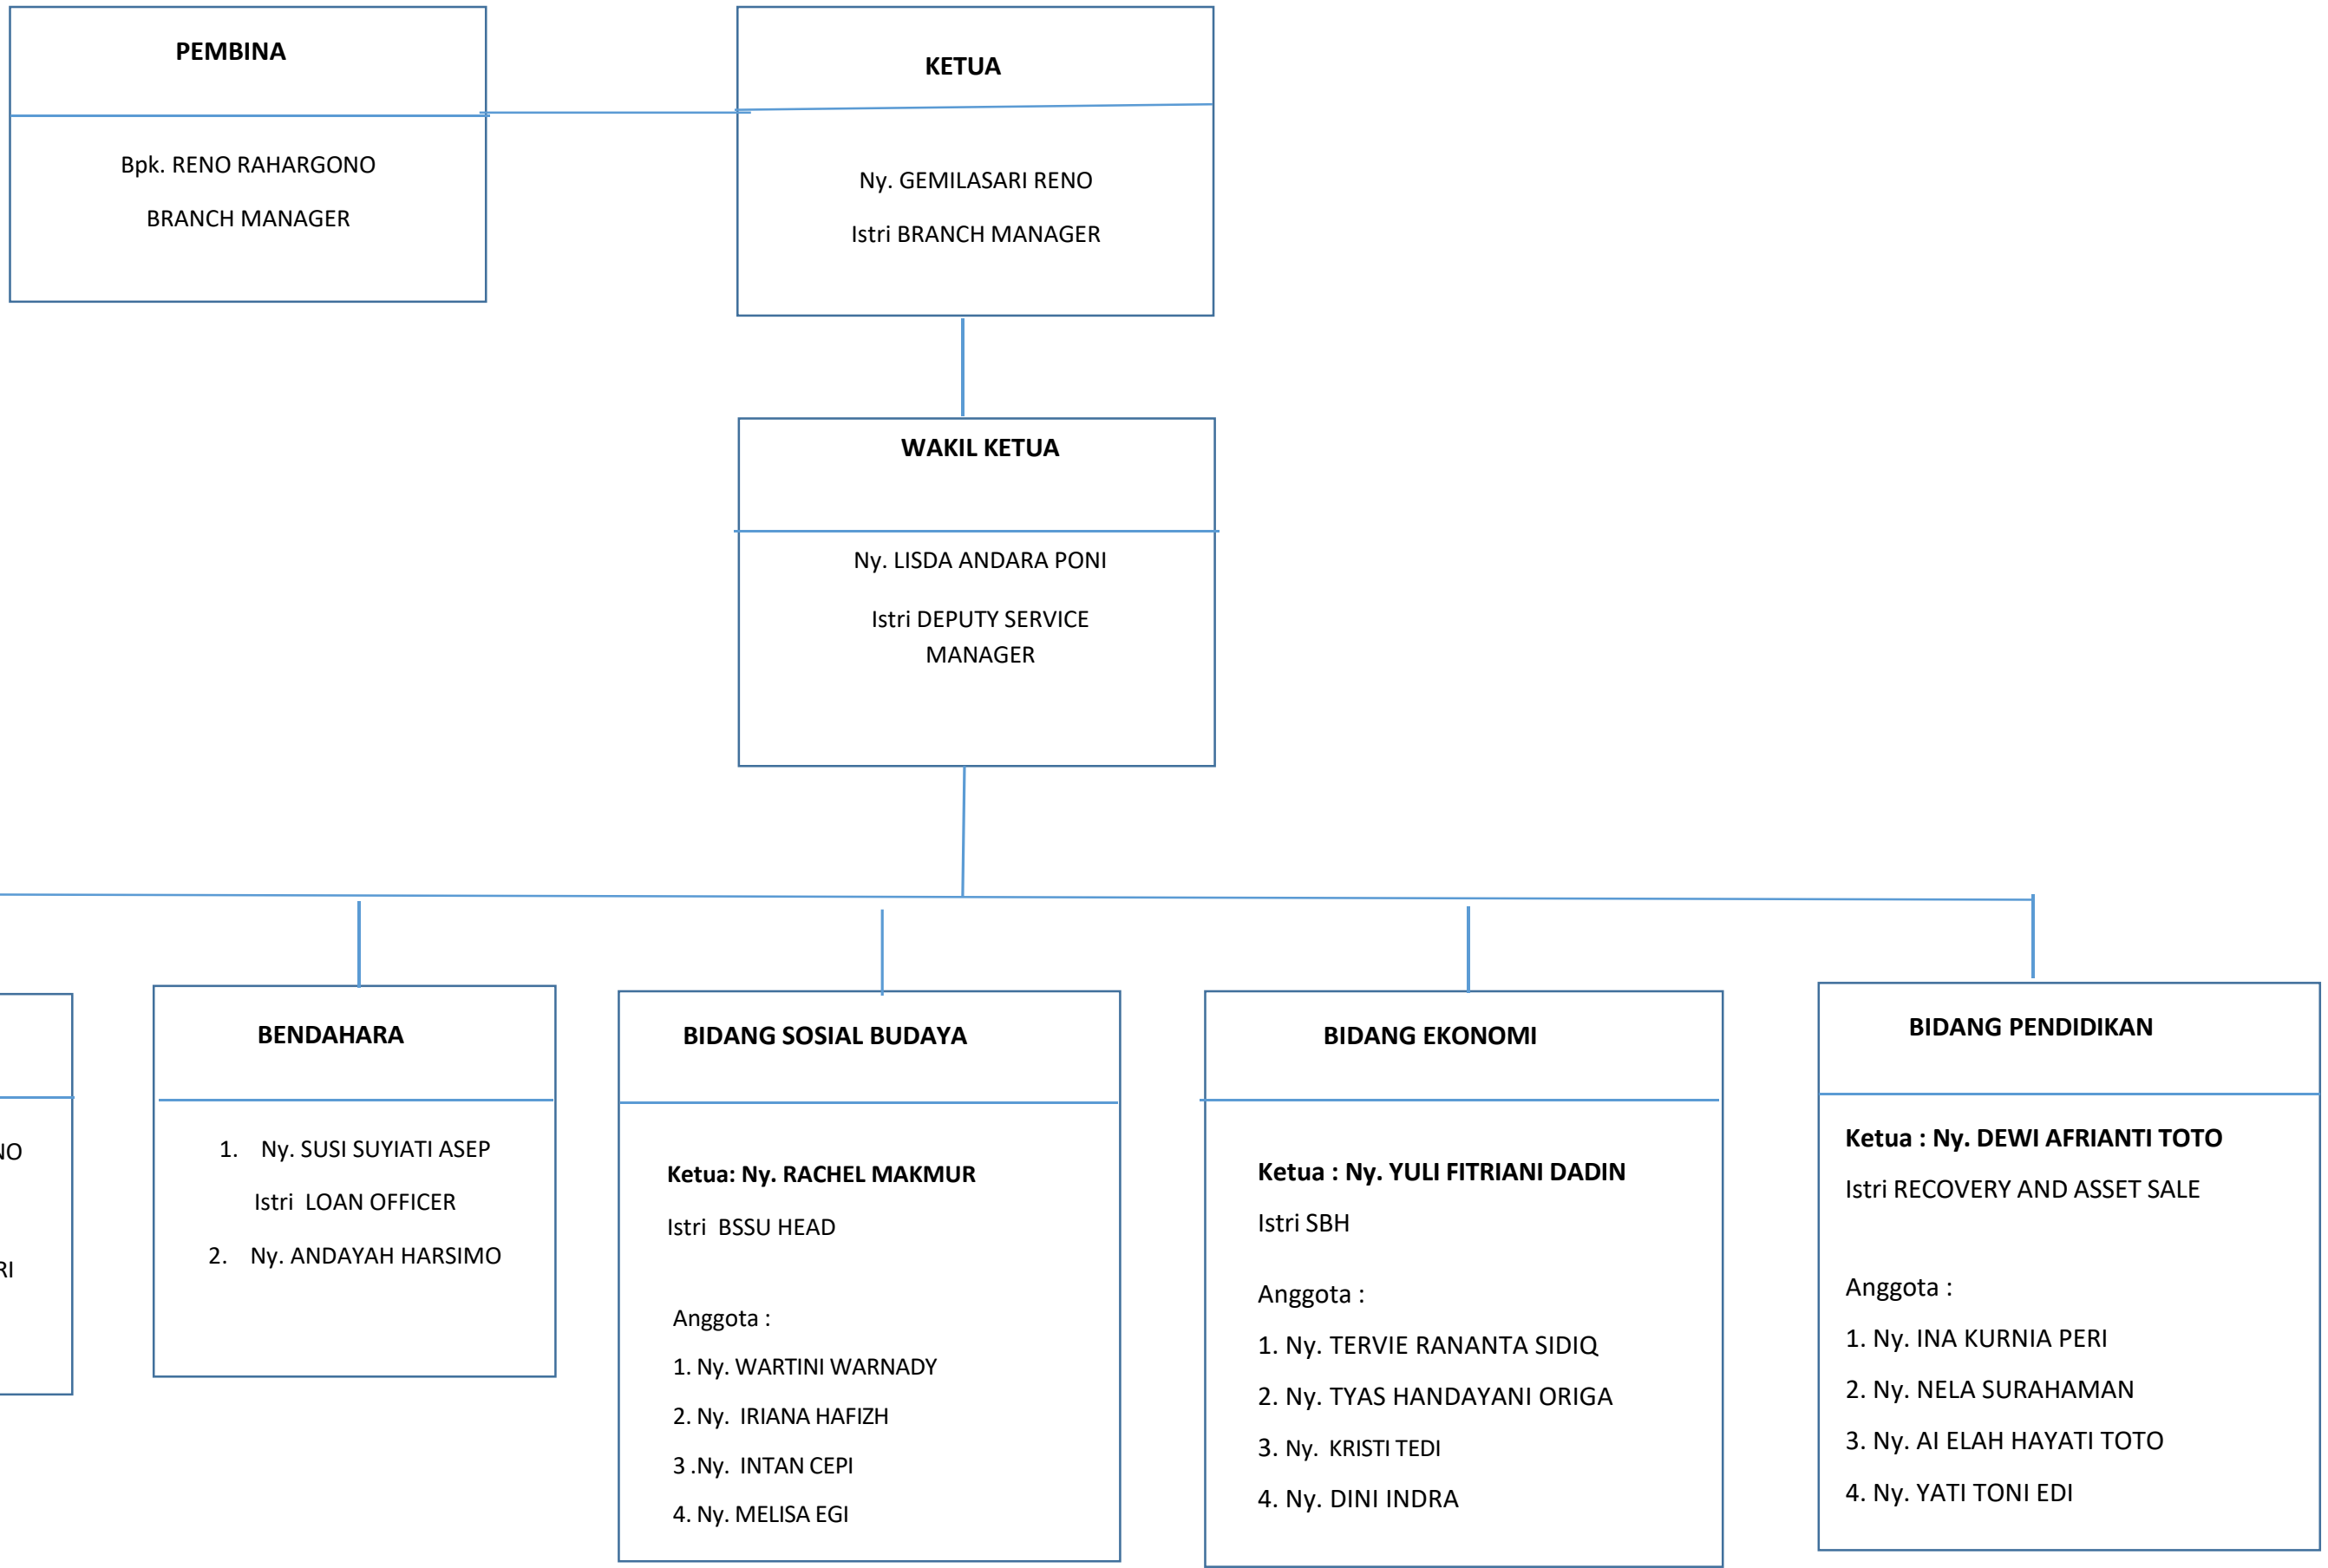 PEMBINA
Bpk. RENO RAHARGONO
BRANCH MANAGER
KETUA
Ny. GEMILASARI RENO
Istri BRANCH MANAGER
WAKIL KETUA
Ny. LISDA ANDARA PONI
Istri DEPUTY SERVICE
MANAGER
BENDAHARA
1. Ny. SUSI SUYIATI ASEP
Istri LOAN OFFICER
2. Ny. ANDAYAH HARSIMO
BIDANG SOSIAL BUDAYA
Ketua: Ny. RACHEL MAKMUR
Istri BSSU HEAD
Anggota :
1. Ny. WARTINI WARNADY
2. Ny. IRIANA HAFIZH
3 .Ny. INTAN CEPI
4. Ny. MELISA EGI
BIDANG EKONOMI
Ketua : Ny. YULI FITRIANI DADIN
Istri SBH
Anggota :
1. Ny. TERVIE RANANTA SIDIQ
2. Ny. TYAS HANDAYANI ORIGA
3. Ny. KRISTI TEDI
4. Ny. DINI INDRA
BIDANG PENDIDIKAN
Ketua : Ny. DEWI AFRIANTI TOTO
Istri RECOVERY AND ASSET SALE
Anggota :
1. Ny. INA KURNIA PERI
2. Ny. NELA SURAHAMAN
3. Ny. AI ELAH HAYATI TOTO
4. Ny. YATI TONI EDI